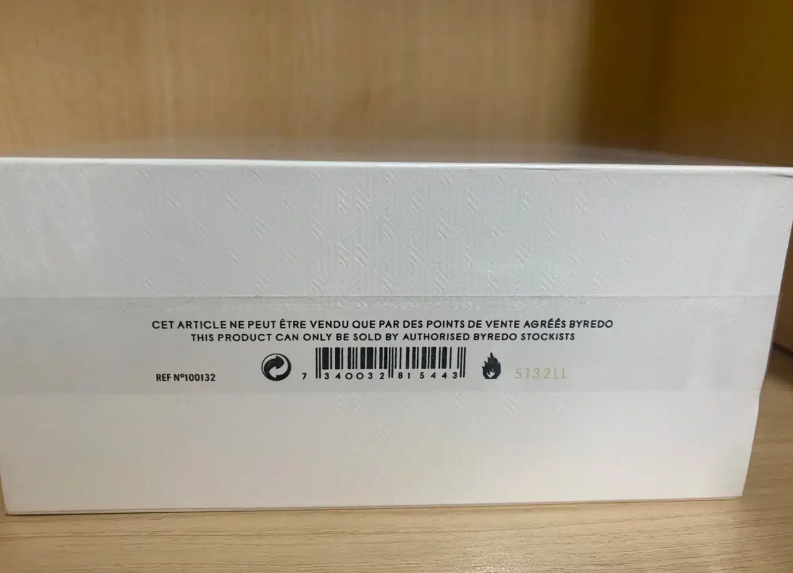 CET ARTICLE NE PEUT ÊTRE VENDU QUE PAR DES POINTS DE VENTE AGRÉÉS BYREDO
THIS PRODUCT CAN ONLY BE SOLD BY AUTHORISED BYREDO STOCKISTS
REF Nº100132
7 340032 815443
5132LL